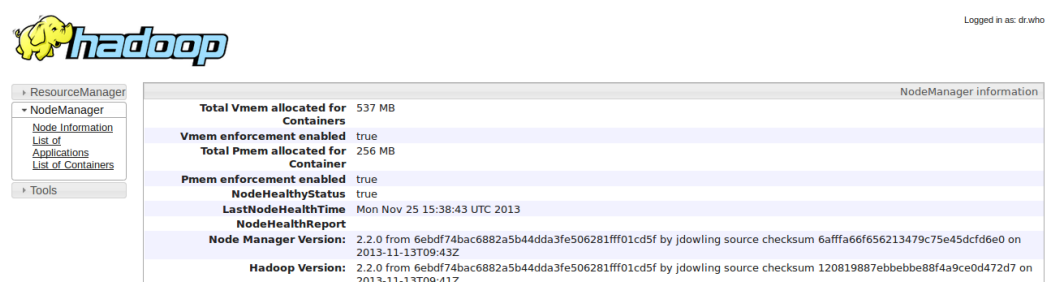 Logged in as: dr.who
hadoop
ResourceManager
NodeManager
Node Information
List of
Applications
List of Containers
Tools
NodeManager information
Total Vmem allocated for 537 MB
Containers
Vmem enforcement enabled true
Total Pmem allocated for 256 MB
Container
Pmem enforcement enabled true
NodeHealthyStatus true
LastNodeHealthTime Mon Nov 25 15:38:43 UTC 2013
NodeHealthReport
Node Manager Version: 2.2.0 from 6ebdf74bac6882a5b44dda3fe506281fff01cd5f by jdowling source checksum 6afffa66f656213479c75e45dcfd6e0 on
2013-11-13T09:43Z
Hadoop Version: 2.2.0 from 6ebdf74bac6882a5b44dda3fe506281fff01cd5f by jdowling source checksum 120819887ebbebbe88f4a9ce0d472d7 on
2013-11-13T09:41Z